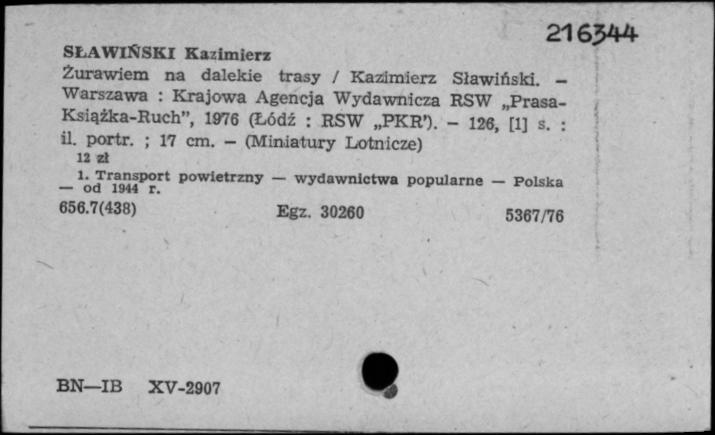 216344
SŁAWIŃSKI Kazimierz
Żurawiem na dalekie trasy / Kazimierz Sławiński. —
Warszawa : Krajowa Agencja Wydawnicza RSW „Prasa-
Książka-Ruch”, 1976 (Łódź : RSW „PKR’). — 126, [1] s. :
il. portr. ; 17 cm. — (Miniatury Lotnicze)
12 zł
1. Transport powietrzny — wydawnictwa popularne — Polska
— od 1944 r.
656.7(438) Egz. 30260 5367/76
BN—IB XV-2907